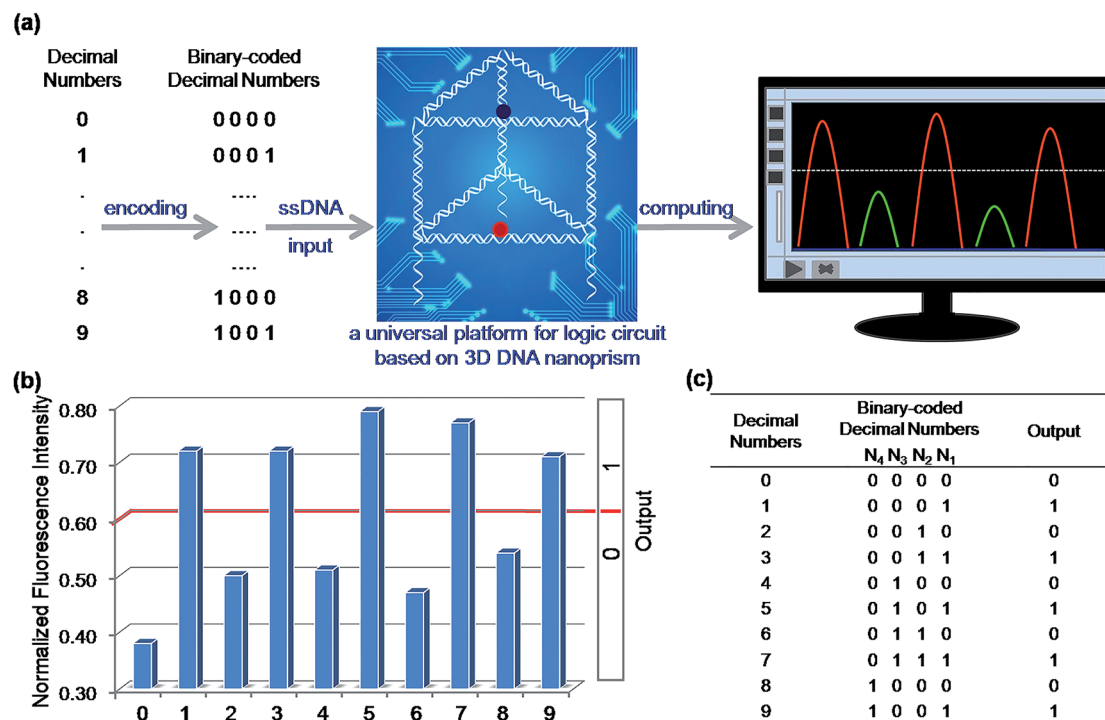 (a)
Decimal Numbers
Binary-coded Decimal Numbers
0 0 0 0 0
1 0 0 0 1
. ----
encoding
. ----
ssDNA input
. ----
8 1 0 0 0
9 1 0 0 1
computing
a universal platform for logic circuit
based on 3D DNA nanoprism
(b)
Normalized Fluorescence Intensity
0.80
0.70
0.60
0.50
0.40
0.30
0 1 2 3 4 5 6 7 8 9
1
0
Output
(c)
Decimal Numbers
Binary-coded Decimal Numbers
Output
N4 N3 N2 N1
0 0 0 0 0 0
1 0 0 0 1 1
2 0 0 1 0 0
3 0 0 1 1 1
4 0 1 0 0 0
5 0 1 0 1 1
6 0 1 1 0 0
7 0 1 1 1 1
8 1 0 0 0 0
9 1 0 0 1 1